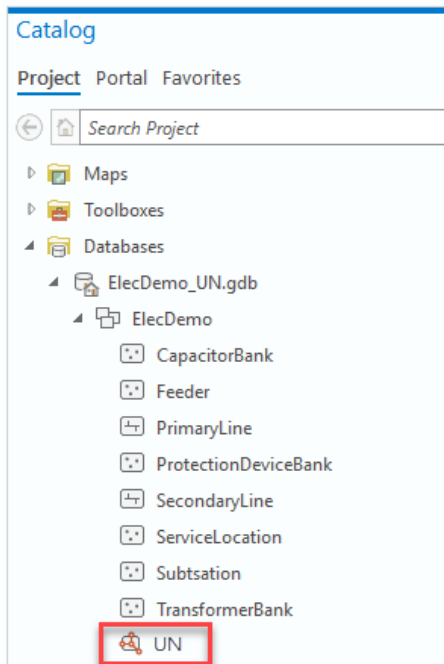 Catalog
Project Portal Favorites
Search Project
Maps
Toolboxes
Databases
ElecDemo_UN.gdb
ElecDemo
CapacitorBank
Feeder
PrimaryLine
ProtectionDeviceBank
SecondaryLine
ServiceLocation
Subtsation
TransformerBank
UN